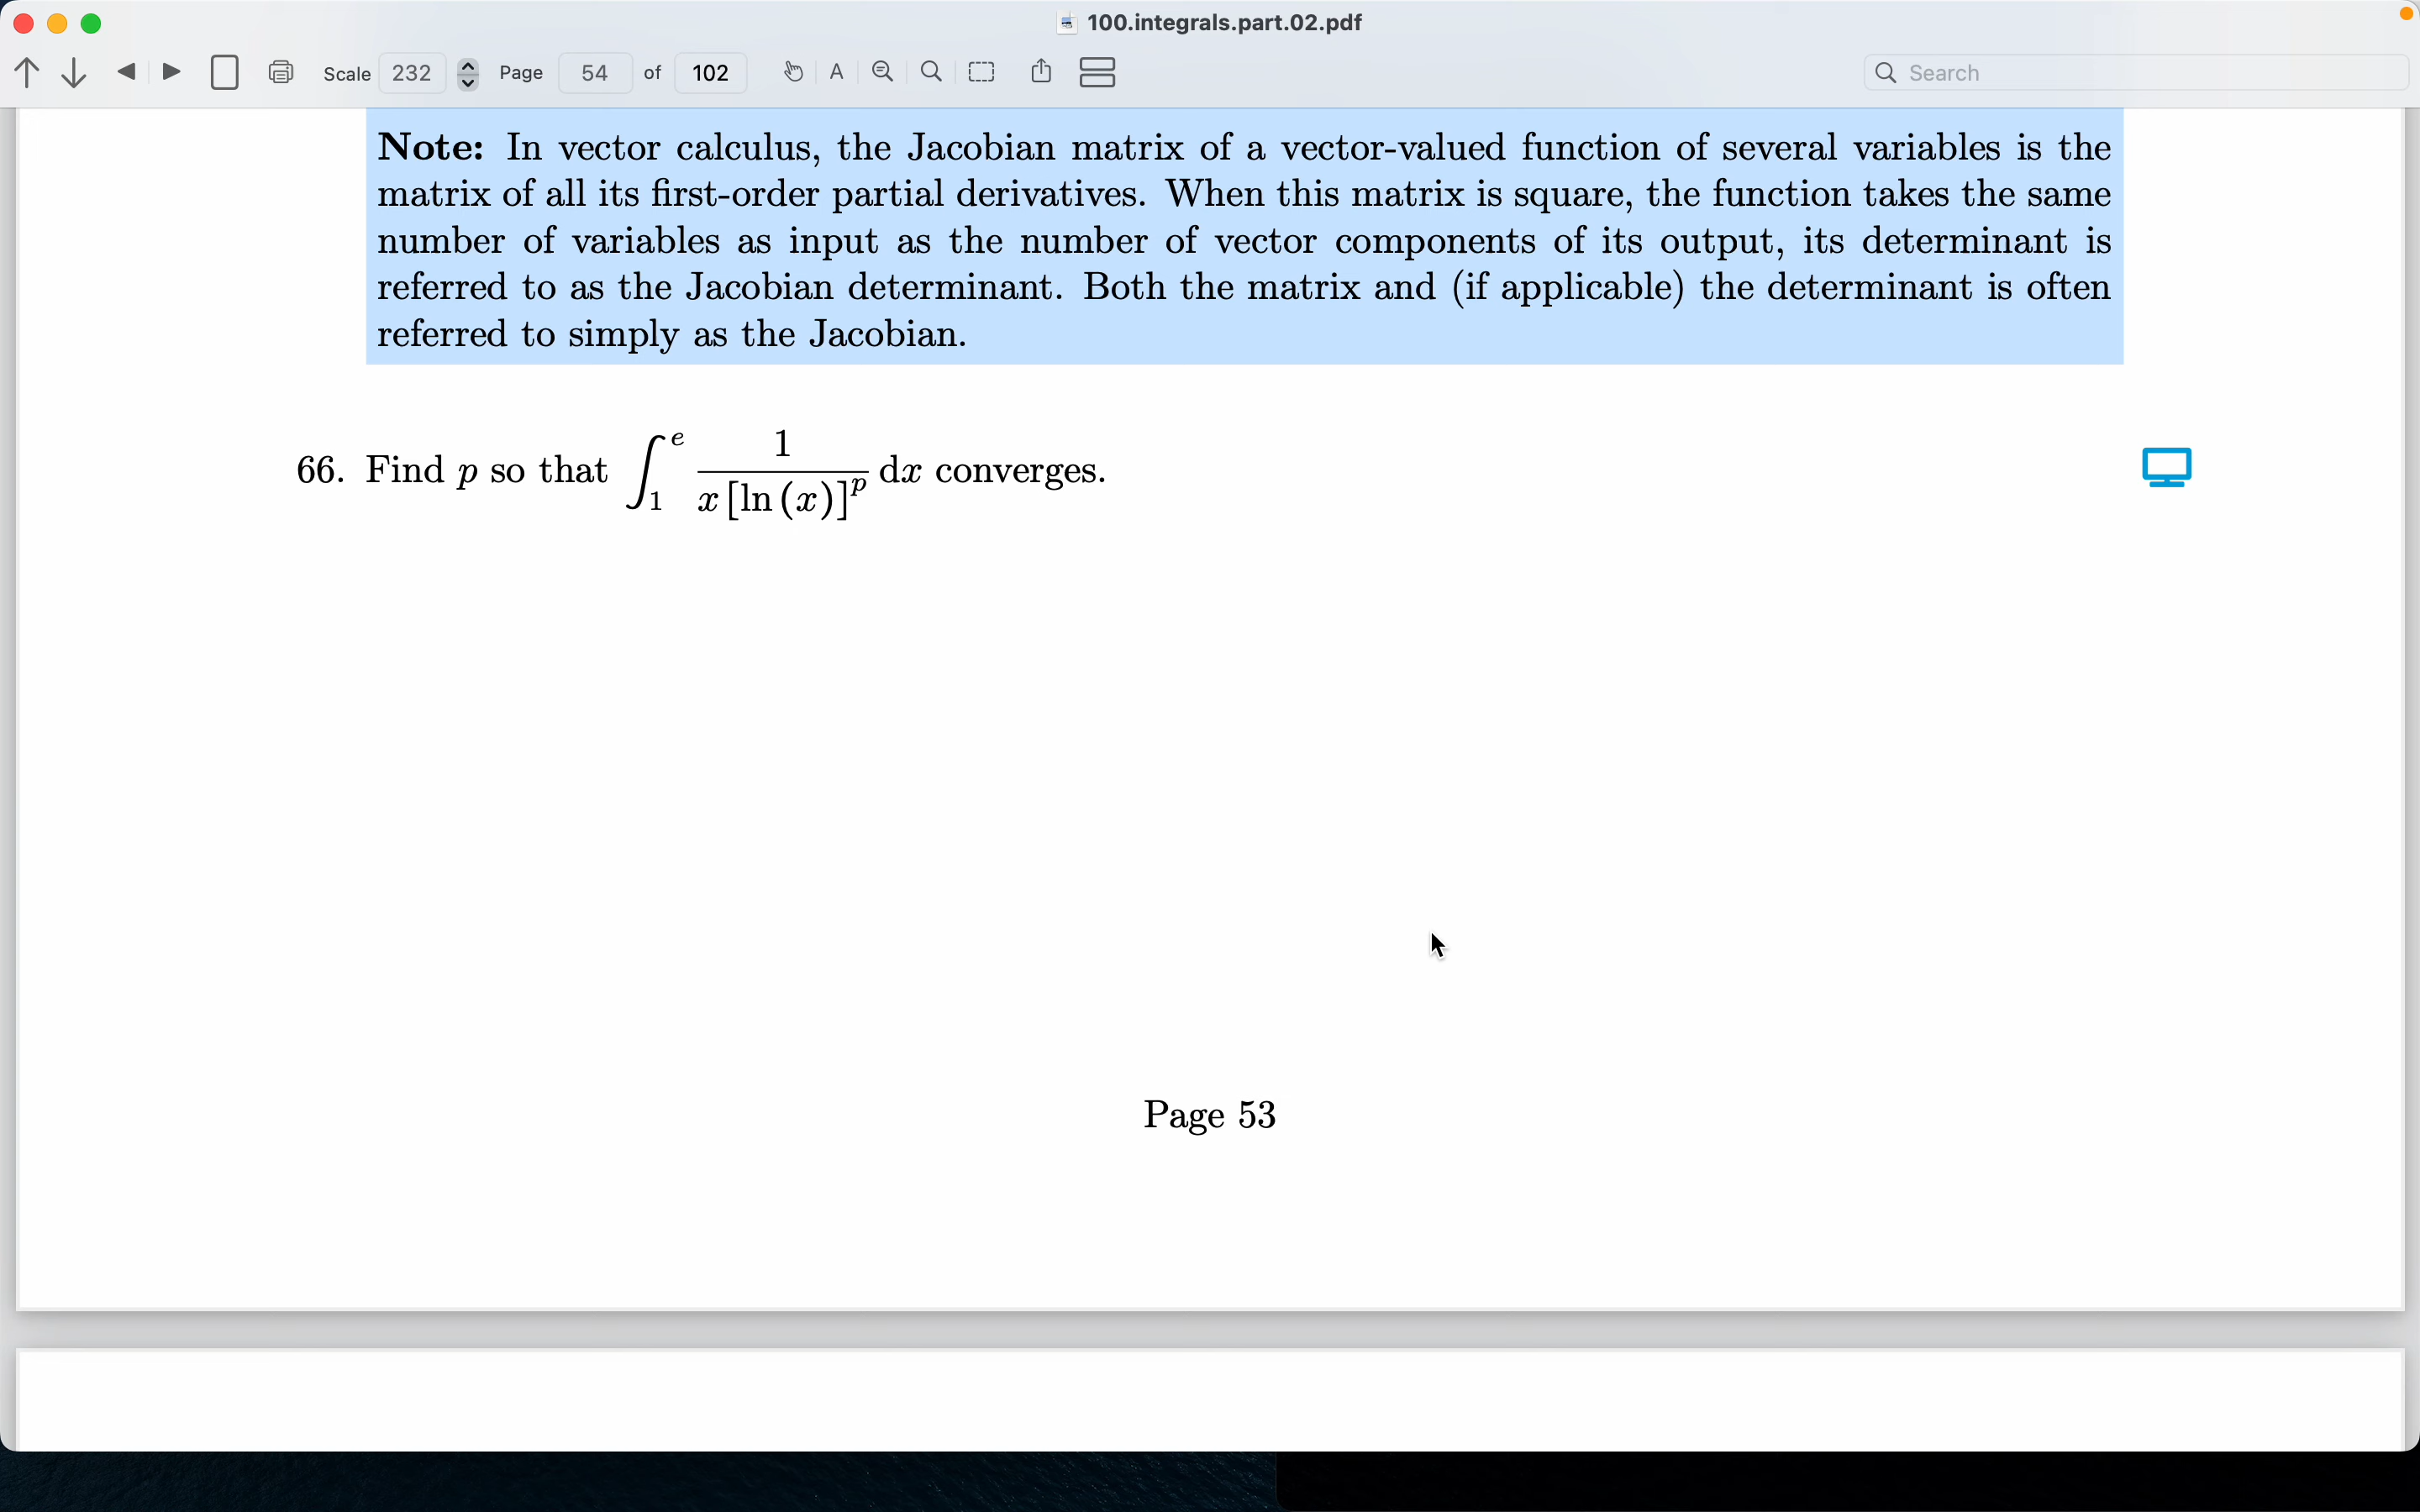 100.integrals.part.02.pdf
Scale 232 Page 54 of 102 A Search
Note: In vector calculus, the Jacobian matrix of a vector-valued function of several variables is the
matrix of all its first-order partial derivatives. When this matrix is square, the function takes the same
number of variables as input as the number of vector components of its output, its determinant is
referred to as the Jacobian determinant. Both the matrix and (if applicable) the determinant is often
referred to simply as the Jacobian.
66. Find p so that ∫₁ᵉ 1/(x [ln (x)]ᵖ) dx converges.
Page 53